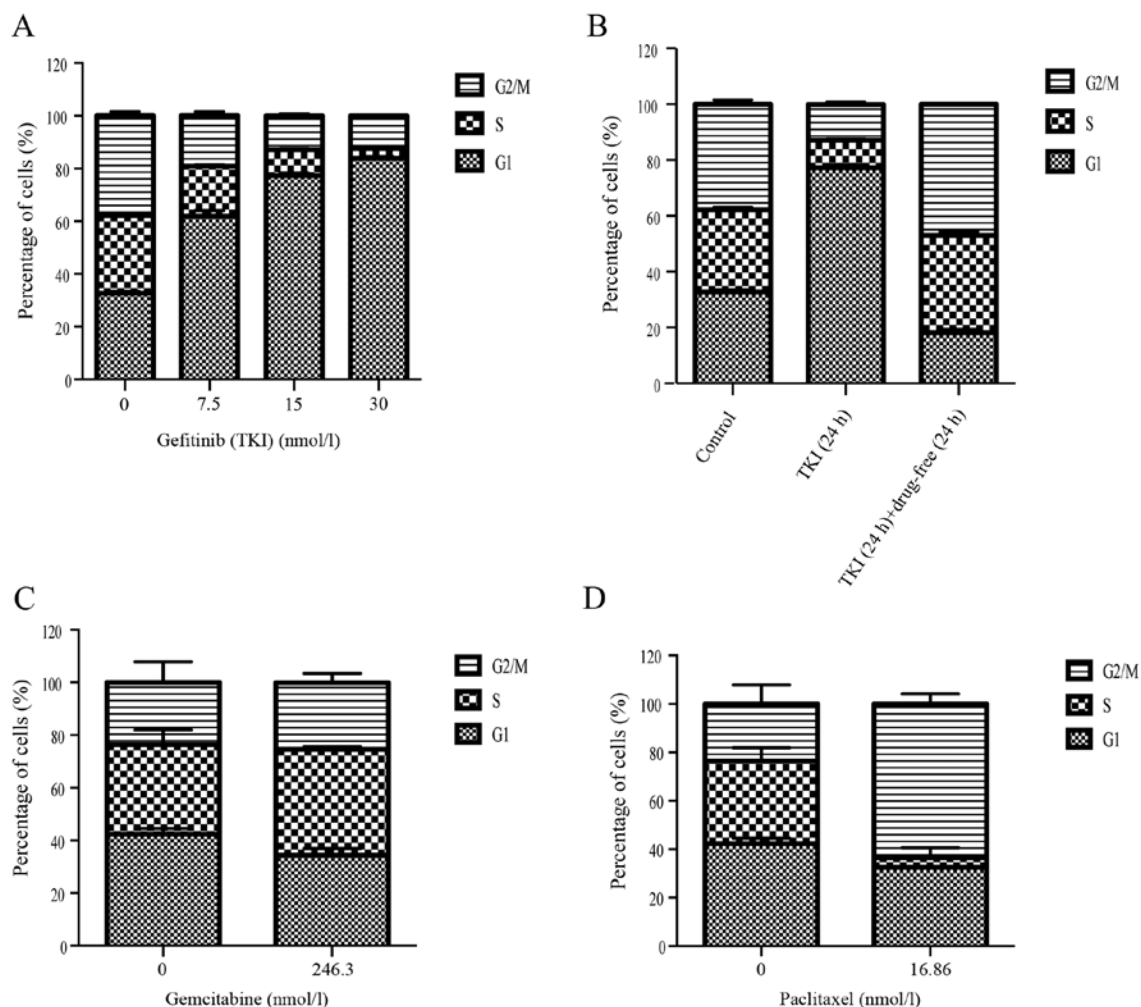 A
Percentage of cells (%)
120
100
80
60
40
20
0
0
7.5
15
30
Gefitinib (TKI) (nmol/l)
G2/M
S
G1
B
Percentage of cells (%)
120
100
80
60
40
20
0
Control
TKI (24 h)
TKI (24 h)+drug-free (24 h)
G2/M
S
G1
C
Percentage of cells (%)
120
100
80
60
40
20
0
0
246.3
Gemcitabine (nmol/l)
G2/M
S
G1
D
Percentage of cells (%)
120
100
80
60
40
20
0
0
16.86
Paclitaxel (nmol/l)
G2/M
S
G1